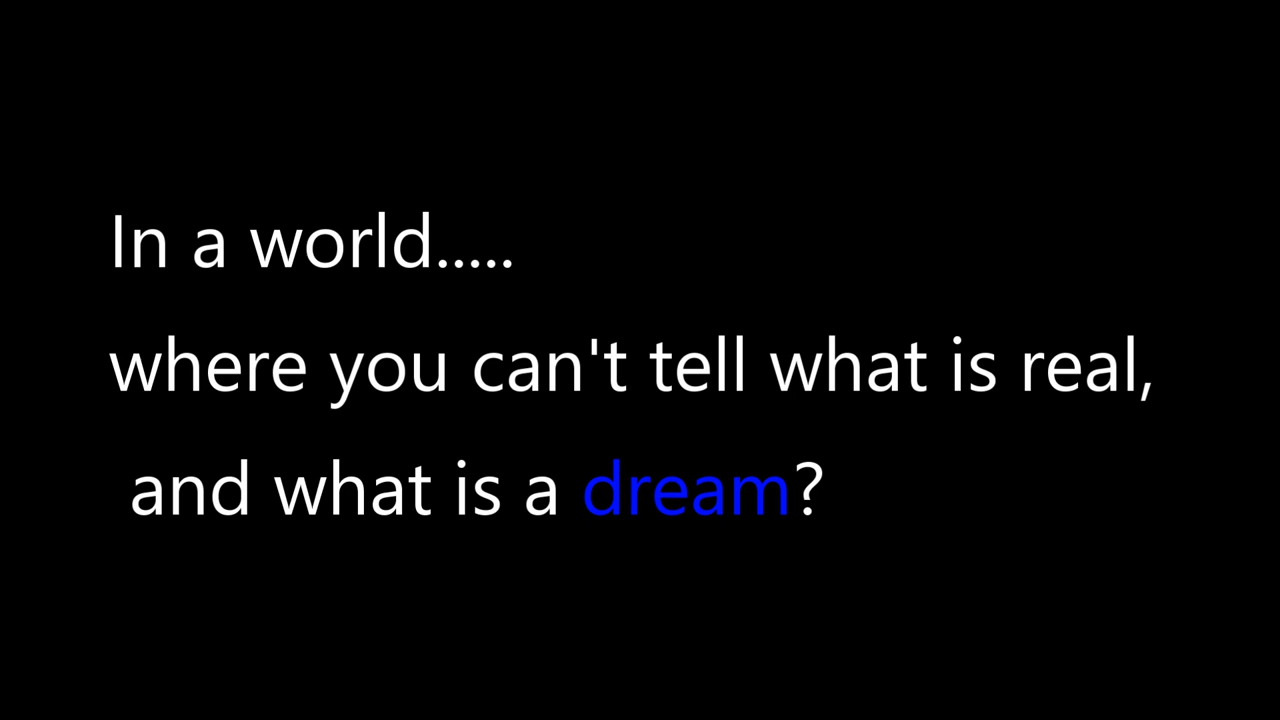 In a world.....
where you can't tell what is real,
and what is a dream?